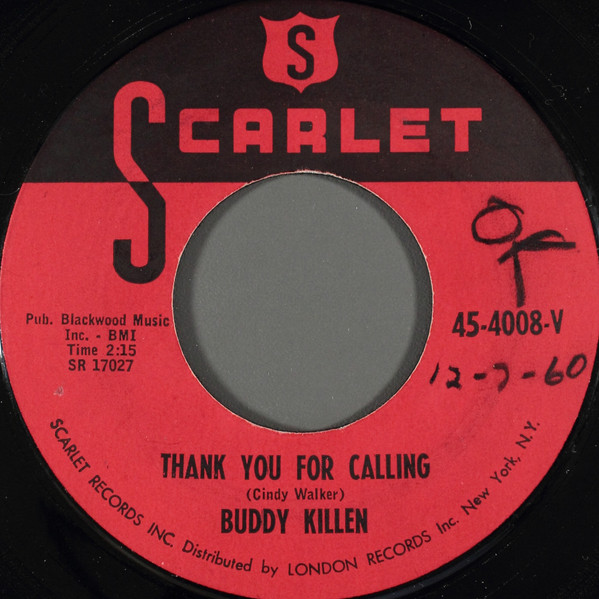 S
SCARLET
OK
Pub. Blackwood Music
Inc. - BMI
Time 2:15
SR 17027
45-4008-V
12-7-60
THANK YOU FOR CALLING
(Cindy Walker)
BUDDY KILLEN
SCARLET RECORDS INC. Distributed by LONDON RECORDS Inc. New York, N.Y.